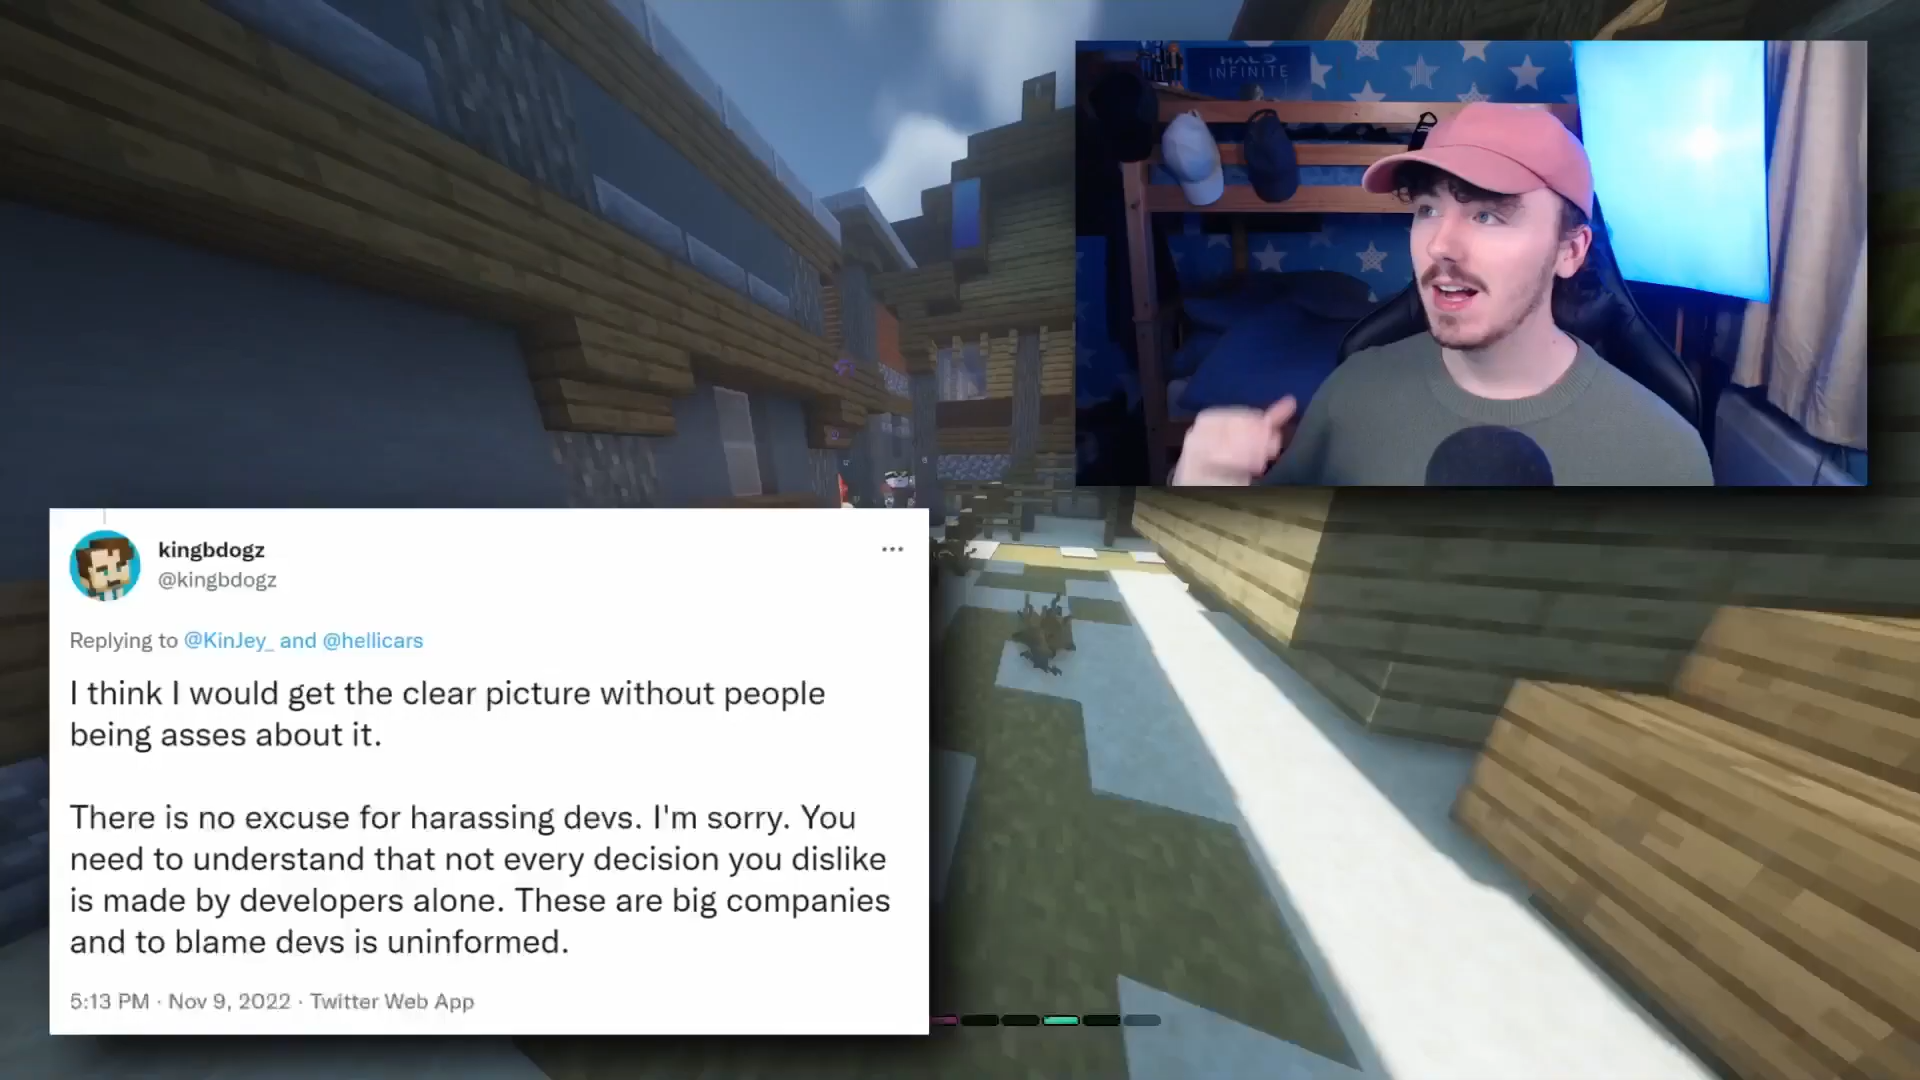 HALO
INFINITE
kingbdogz
@kingbdogz
Replying to @KinJey_ and @hellicars
I think I would get the clear picture without people
being asses about it.
There is no excuse for harassing devs. I'm sorry. You
need to understand that not every decision you dislike
is made by developers alone. These are big companies
and to blame devs is uninformed.
5:13 PM · Nov 9, 2022 · Twitter Web App